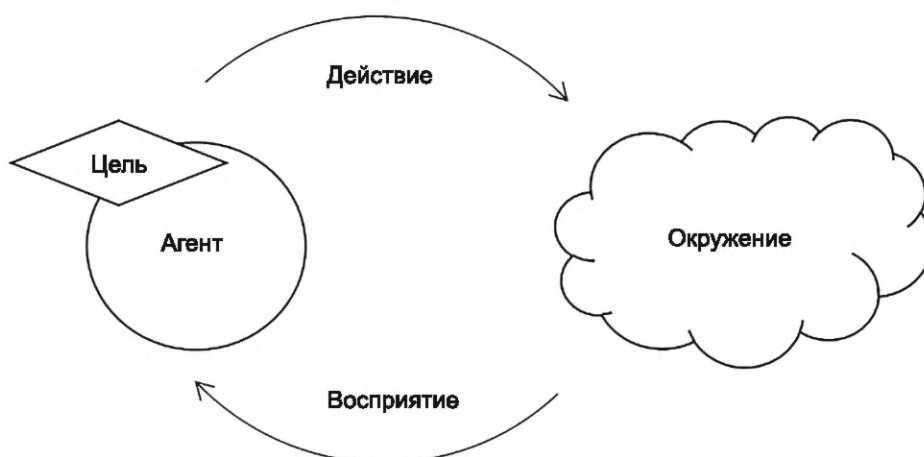 Действие
Цель
Агент
Окружение
Восприятие